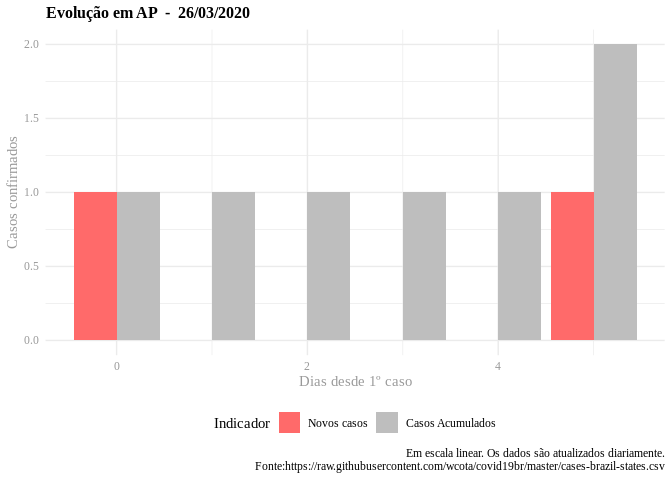 Evolução em AP  -  26/03/2020
Casos confirmados
2.0
1.5
1.0
0.5
0.0
0 2 4
Dias desde 1º caso
Indicador Novos casos Casos Acumulados
Em escala linear. Os dados são atualizados diariamente.
Fonte:https://raw.githubusercontent.com/wcota/covid19br/master/cases-brazil-states.csv